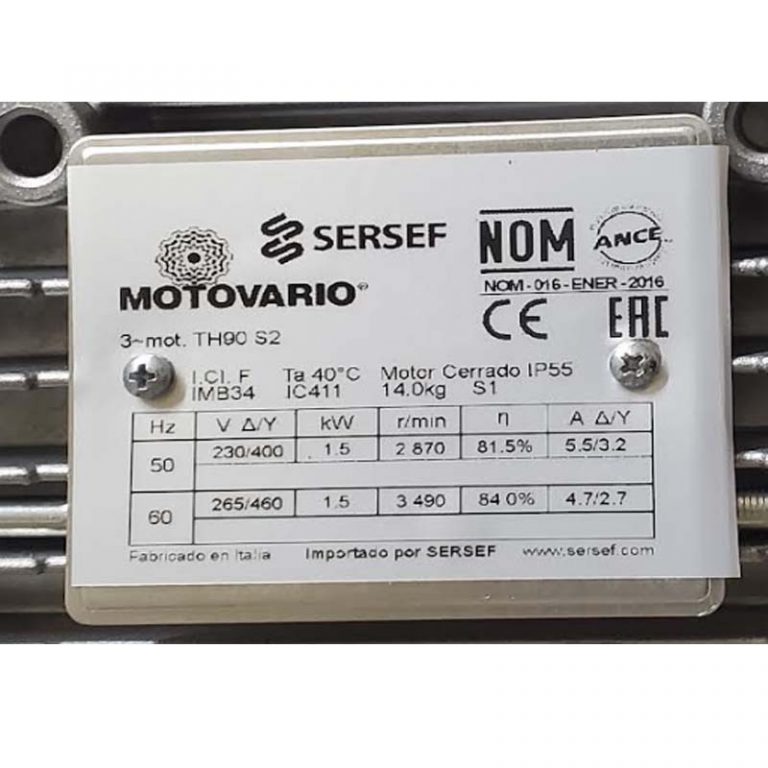 SERSEF
NOM
ANCE
MOTOVARIO®
NOM-016-ENER-2016
CE EAC
3~mot. TH90 S2
I.Cl. F Ta 40°C Motor Cerrado IP55
IMB34 IC411 14.0kg S1
Hz V Δ/Y kW r/min η A Δ/Y
50 230/400 1.5 2 870 81.5% 5.5/3.2
60 265/460 1.5 3 490 84.0% 4.7/2.7
Fabricado en Italia Importado por SERSEF www.sersef.com